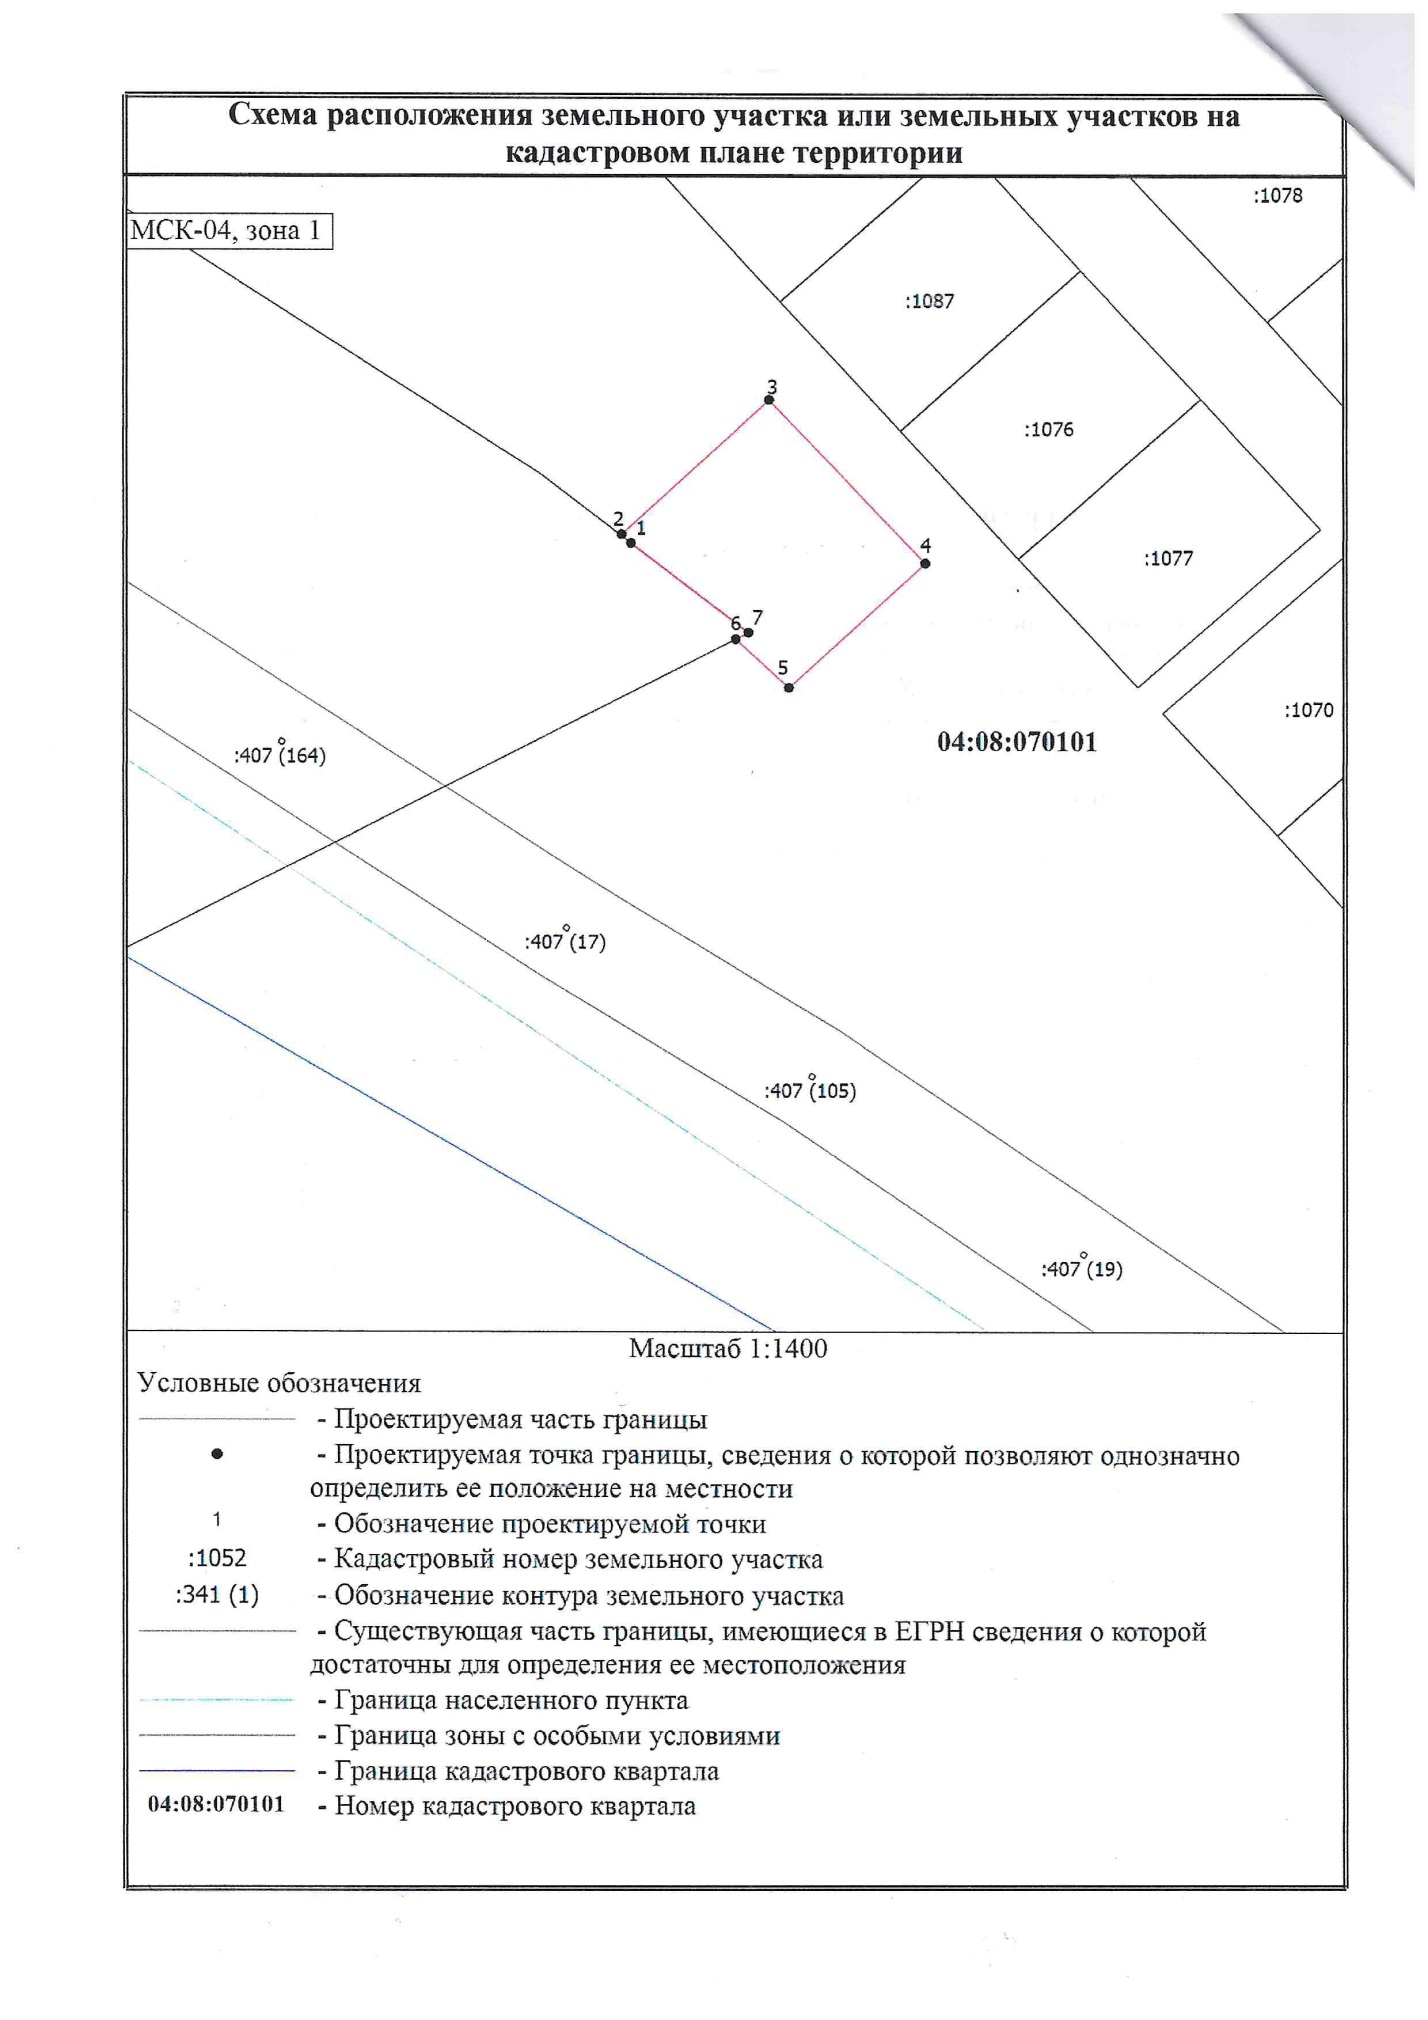 Схема расположения земельного участка или земельных участков на
кадастровом плане территории
МСК-04, зона 1
:1078
:1087
:1076
:1077
:1070
3
2
1
4
6
7
5
04:08:070101
:407 (164)
:407 (17)
:407 (105)
:407 (19)
Масштаб 1:1400
Условные обозначения
- Проектируемая часть границы
- Проектируемая точка границы, сведения о которой позволяют однозначно
определить ее положение на местности
1 - Обозначение проектируемой точки
:1052 - Кадастровый номер земельного участка
:341 (1) - Обозначение контура земельного участка
- Существующая часть границы, имеющиеся в ЕГРН сведения о которой
достаточны для определения ее местоположения
- Граница населенного пункта
- Граница зоны с особыми условиями
- Граница кадастрового квартала
04:08:070101 - Номер кадастрового квартала